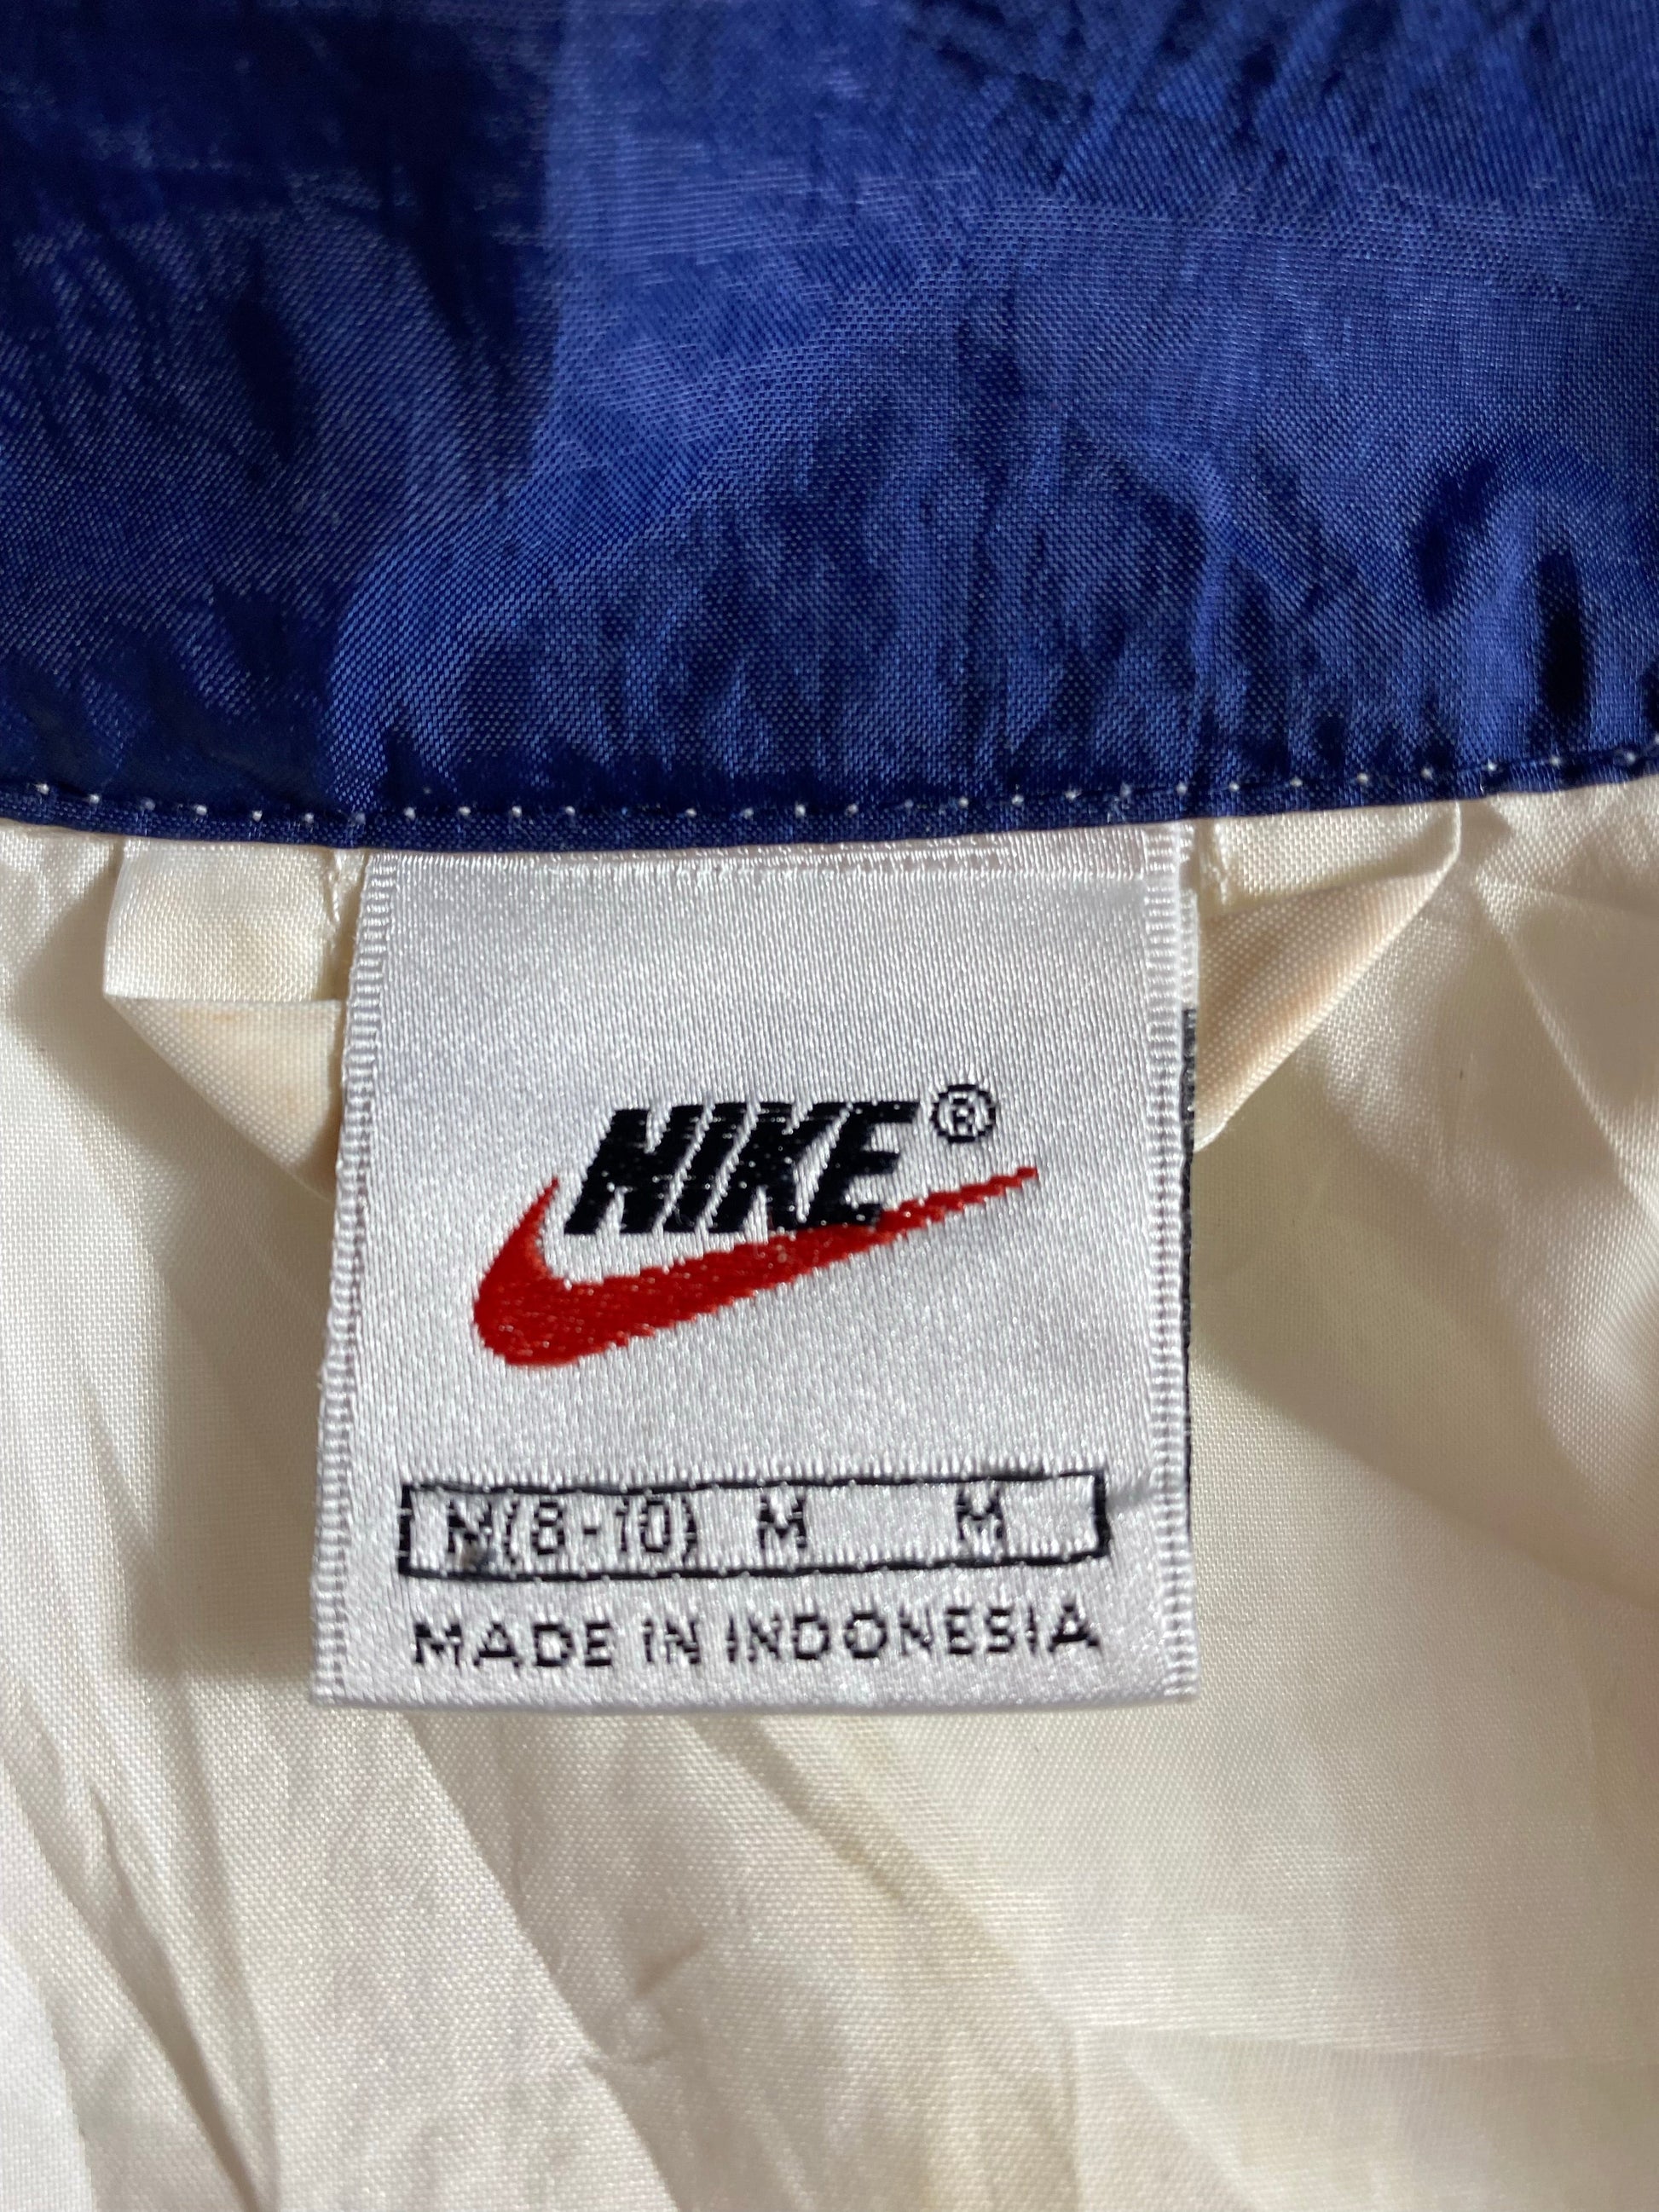 NIKE®
M(8-10) M M
MADE IN INDONESIA